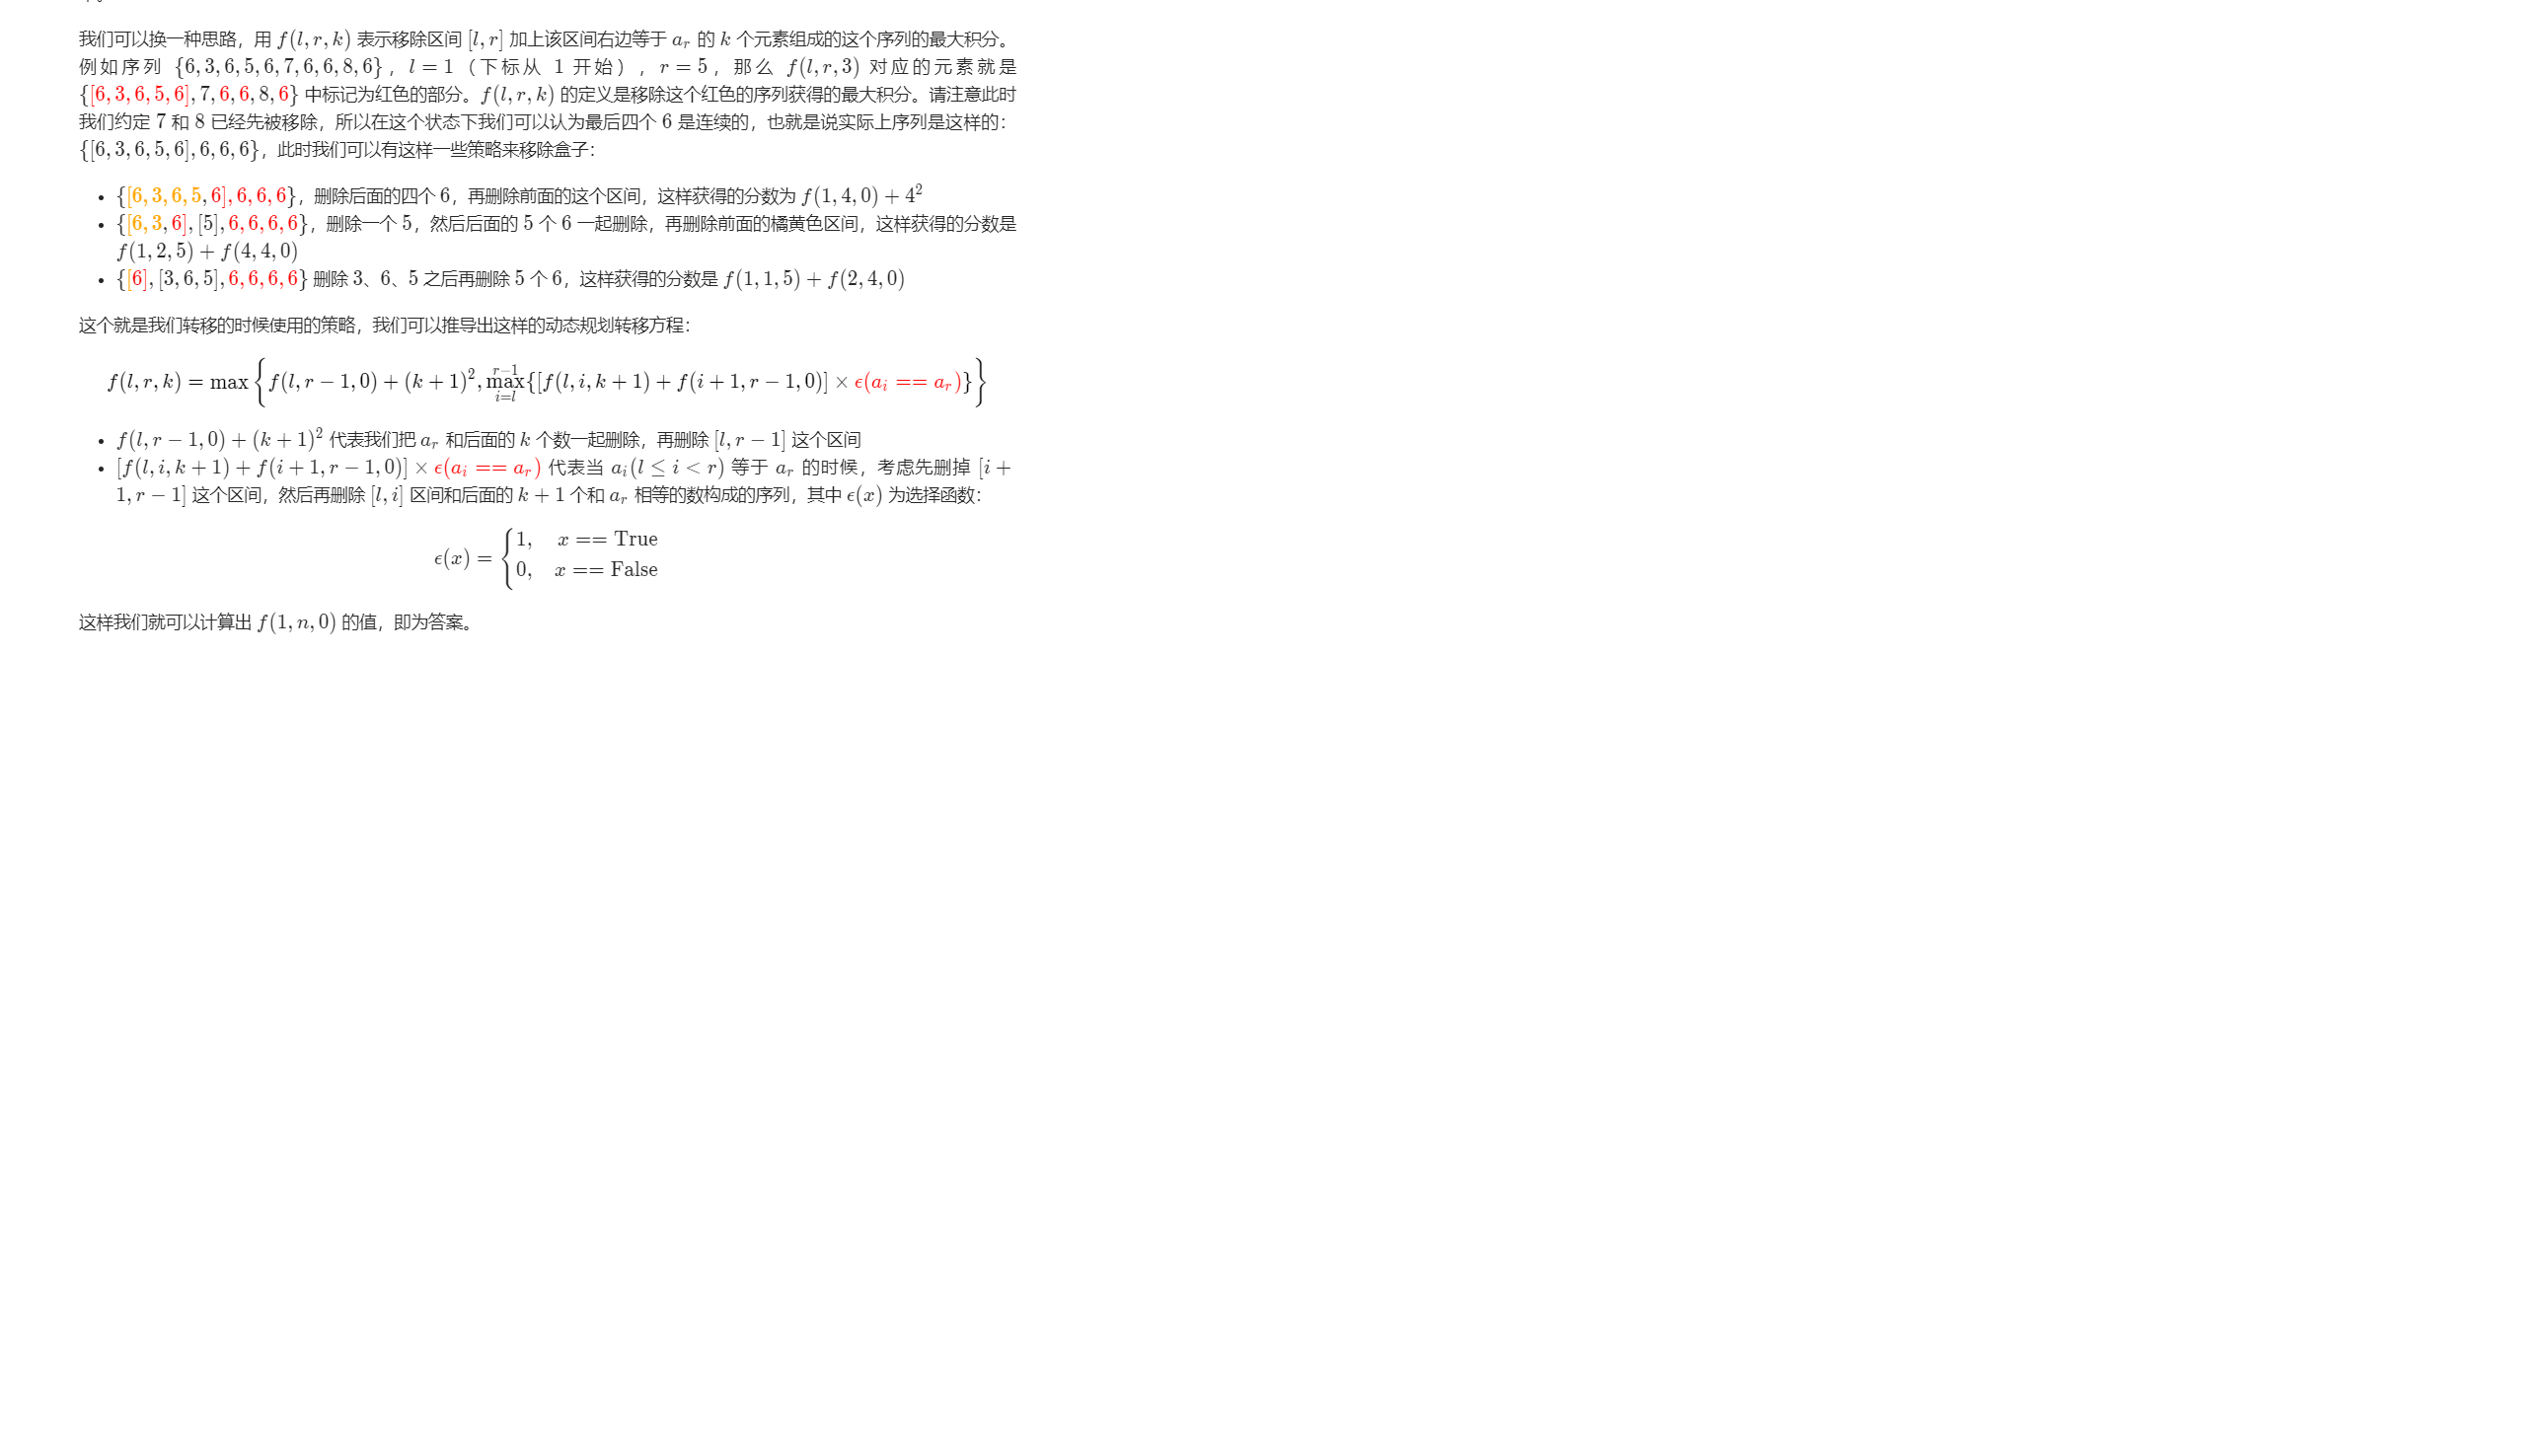 我们可以换一种思路，用 f(l, r, k) 表示移除区间 [l, r] 加上该区间右边等于 a_r 的 k 个元素组成的这个序列的最大积分。
例如序列 {6, 3, 6, 5, 6, 7, 6, 6, 8, 6}，l = 1（下标从 1 开始），r = 5，那么 f(l, r, 3) 对应的元素就是
{[6, 3, 6, 5, 6], 7, 6, 6, 8, 6} 中标记为红色的部分。f(l, r, k) 的定义是移除这个红色的序列获得的最大积分。请注意此时
我们约定 7 和 8 已经先被移除，所以在这个状态下我们可以认为最后四个 6 是连续的，也就是说实际上序列是这样的：
{[6, 3, 6, 5, 6], 6, 6, 6}，此时我们可以有这样一些策略来移除盒子：
• {[6, 3, 6, 5, 6], 6, 6, 6}，删除后面的四个 6，再删除前面的这个区间，这样获得的分数为 f(1, 4, 0) + 4^2
• {[6, 3, 6], [5], 6, 6, 6, 6}，删除一个 5，然后后面的 5 个 6 一起删除，再删除前面的橘黄色区间，这样获得的分数是
f(1, 2, 5) + f(4, 4, 0)
• {[6], [3, 6, 5], 6, 6, 6, 6} 删除 3、6、5 之后再删除 5 个 6，这样获得的分数是 f(1, 1, 5) + f(2, 4, 0)
这个就是我们转移的时候使用的策略，我们可以推导出这样的动态规划转移方程：
f(l, r, k) = max { f(l, r − 1, 0) + (k + 1)^2, max_{i=l}^{r−1} {[f(l, i, k + 1) + f(i + 1, r − 1, 0)] × ϵ(a_i == a_r)} }
• f(l, r − 1, 0) + (k + 1)^2 代表我们把 a_r 和后面的 k 个数一起删除，再删除 [l, r − 1] 这个区间
• [f(l, i, k + 1) + f(i + 1, r − 1, 0)] × ϵ(a_i == a_r) 代表当 a_i(l ≤ i < r) 等于 a_r 的时候，考虑先删掉 [i +
1, r − 1] 这个区间，然后再删除 [l, i] 区间和后面的 k + 1 个和 a_r 相等的数构成的序列，其中 ϵ(x) 为选择函数：
ϵ(x) = { 1, x == True
0, x == False
这样我们就可以计算出 f(1, n, 0) 的值，即为答案。